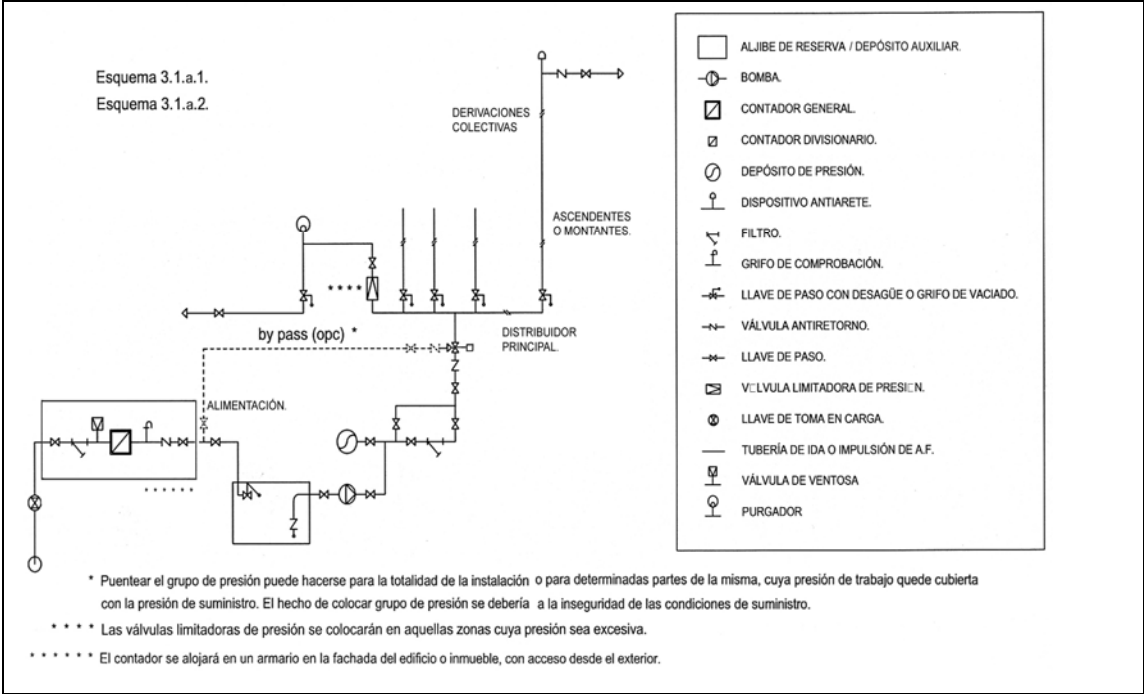 Esquema 3.1.a.1.
Esquema 3.1.a.2.
DERIVACIONES
COLECTIVAS
ASCENDENTES
O MONTANTES.
* * * *
by pass (opc) *
DISTRIBUIDOR
PRINCIPAL.
ALIMENTACIÓN.
* * * * * *
ALJIBE DE RESERVA / DEPÓSITO AUXILIAR.
BOMBA.
CONTADOR GENERAL.
CONTADOR DIVISIONARIO.
DEPÓSITO DE PRESIÓN.
DISPOSITIVO ANTIARETE.
FILTRO.
GRIFO DE COMPROBACIÓN.
LLAVE DE PASO CON DESAGÜE O GRIFO DE VACIADO.
VÁLVULA ANTIRETORNO.
LLAVE DE PASO.
V□LVULA LIMITADORA DE PRESI□N.
LLAVE DE TOMA EN CARGA.
TUBERÍA DE IDA O IMPULSIÓN DE A.F.
VÁLVULA DE VENTOSA
PURGADOR
* Puentear el grupo de presión puede hacerse para la totalidad de la instalación o para determinadas partes de la misma, cuya presión de trabajo quede cubierta
con la presión de suministro. El hecho de colocar grupo de presión se debería a la inseguridad de las condiciones de suministro.
* * * * Las válvulas limitadoras de presión se colocarán en aquellas zonas cuya presión sea excesiva.
* * * * * * El contador se alojará en un armario en la fachada del edificio o inmueble, con acceso desde el exterior.